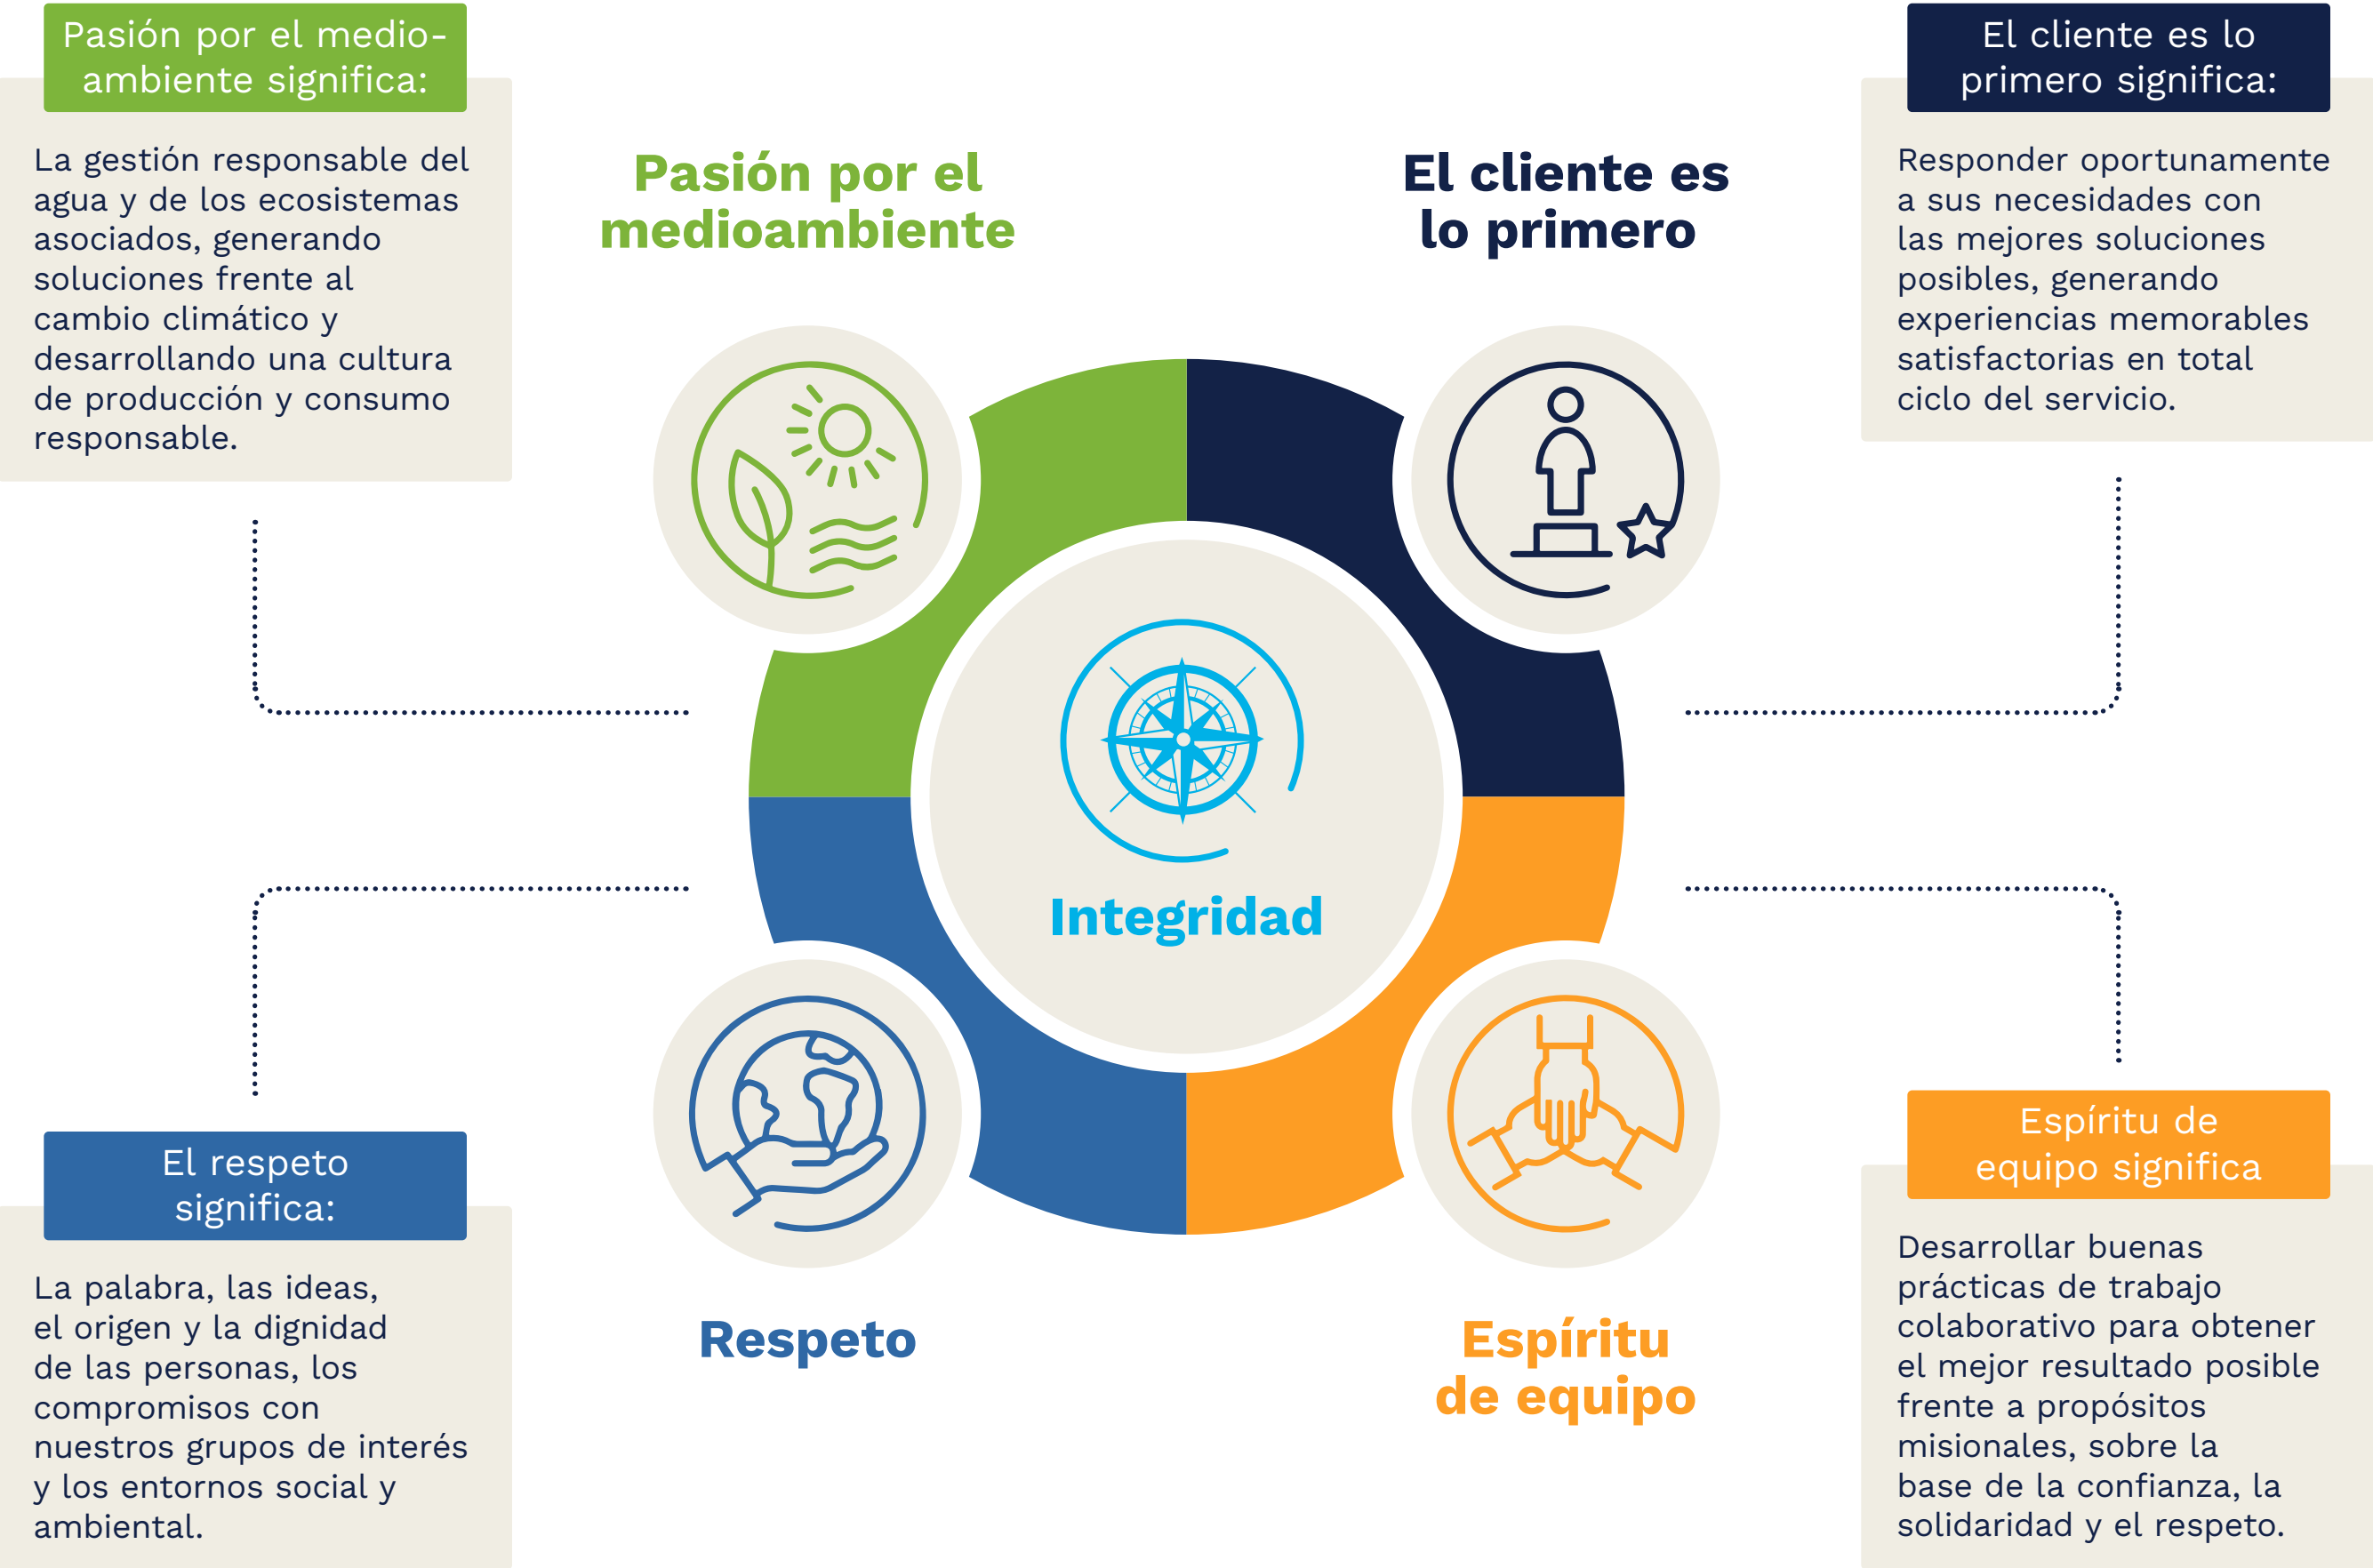 Pasión por el medio-
ambiente significa:
La gestión responsable del
agua y de los ecosistemas
asociados, generando
soluciones frente al
cambio climático y
desarrollando una cultura
de producción y consumo
responsable.
Pasión por el
medioambiente
El cliente es
lo primero
El cliente es lo
primero significa:
Responder oportunamente
a sus necesidades con
las mejores soluciones
posibles, generando
experiencias memorables
satisfactorias en total
ciclo del servicio.
Integridad
El respeto
significa:
La palabra, las ideas,
el origen y la dignidad
de las personas, los
compromisos con
nuestros grupos de interés
y los entornos social y
ambiental.
Respeto
Espíritu
de equipo
Espíritu de
equipo significa
Desarrollar buenas
prácticas de trabajo
colaborativo para obtener
el mejor resultado posible
frente a propósitos
misionales, sobre la
base de la confianza, la
solidaridad y el respeto.